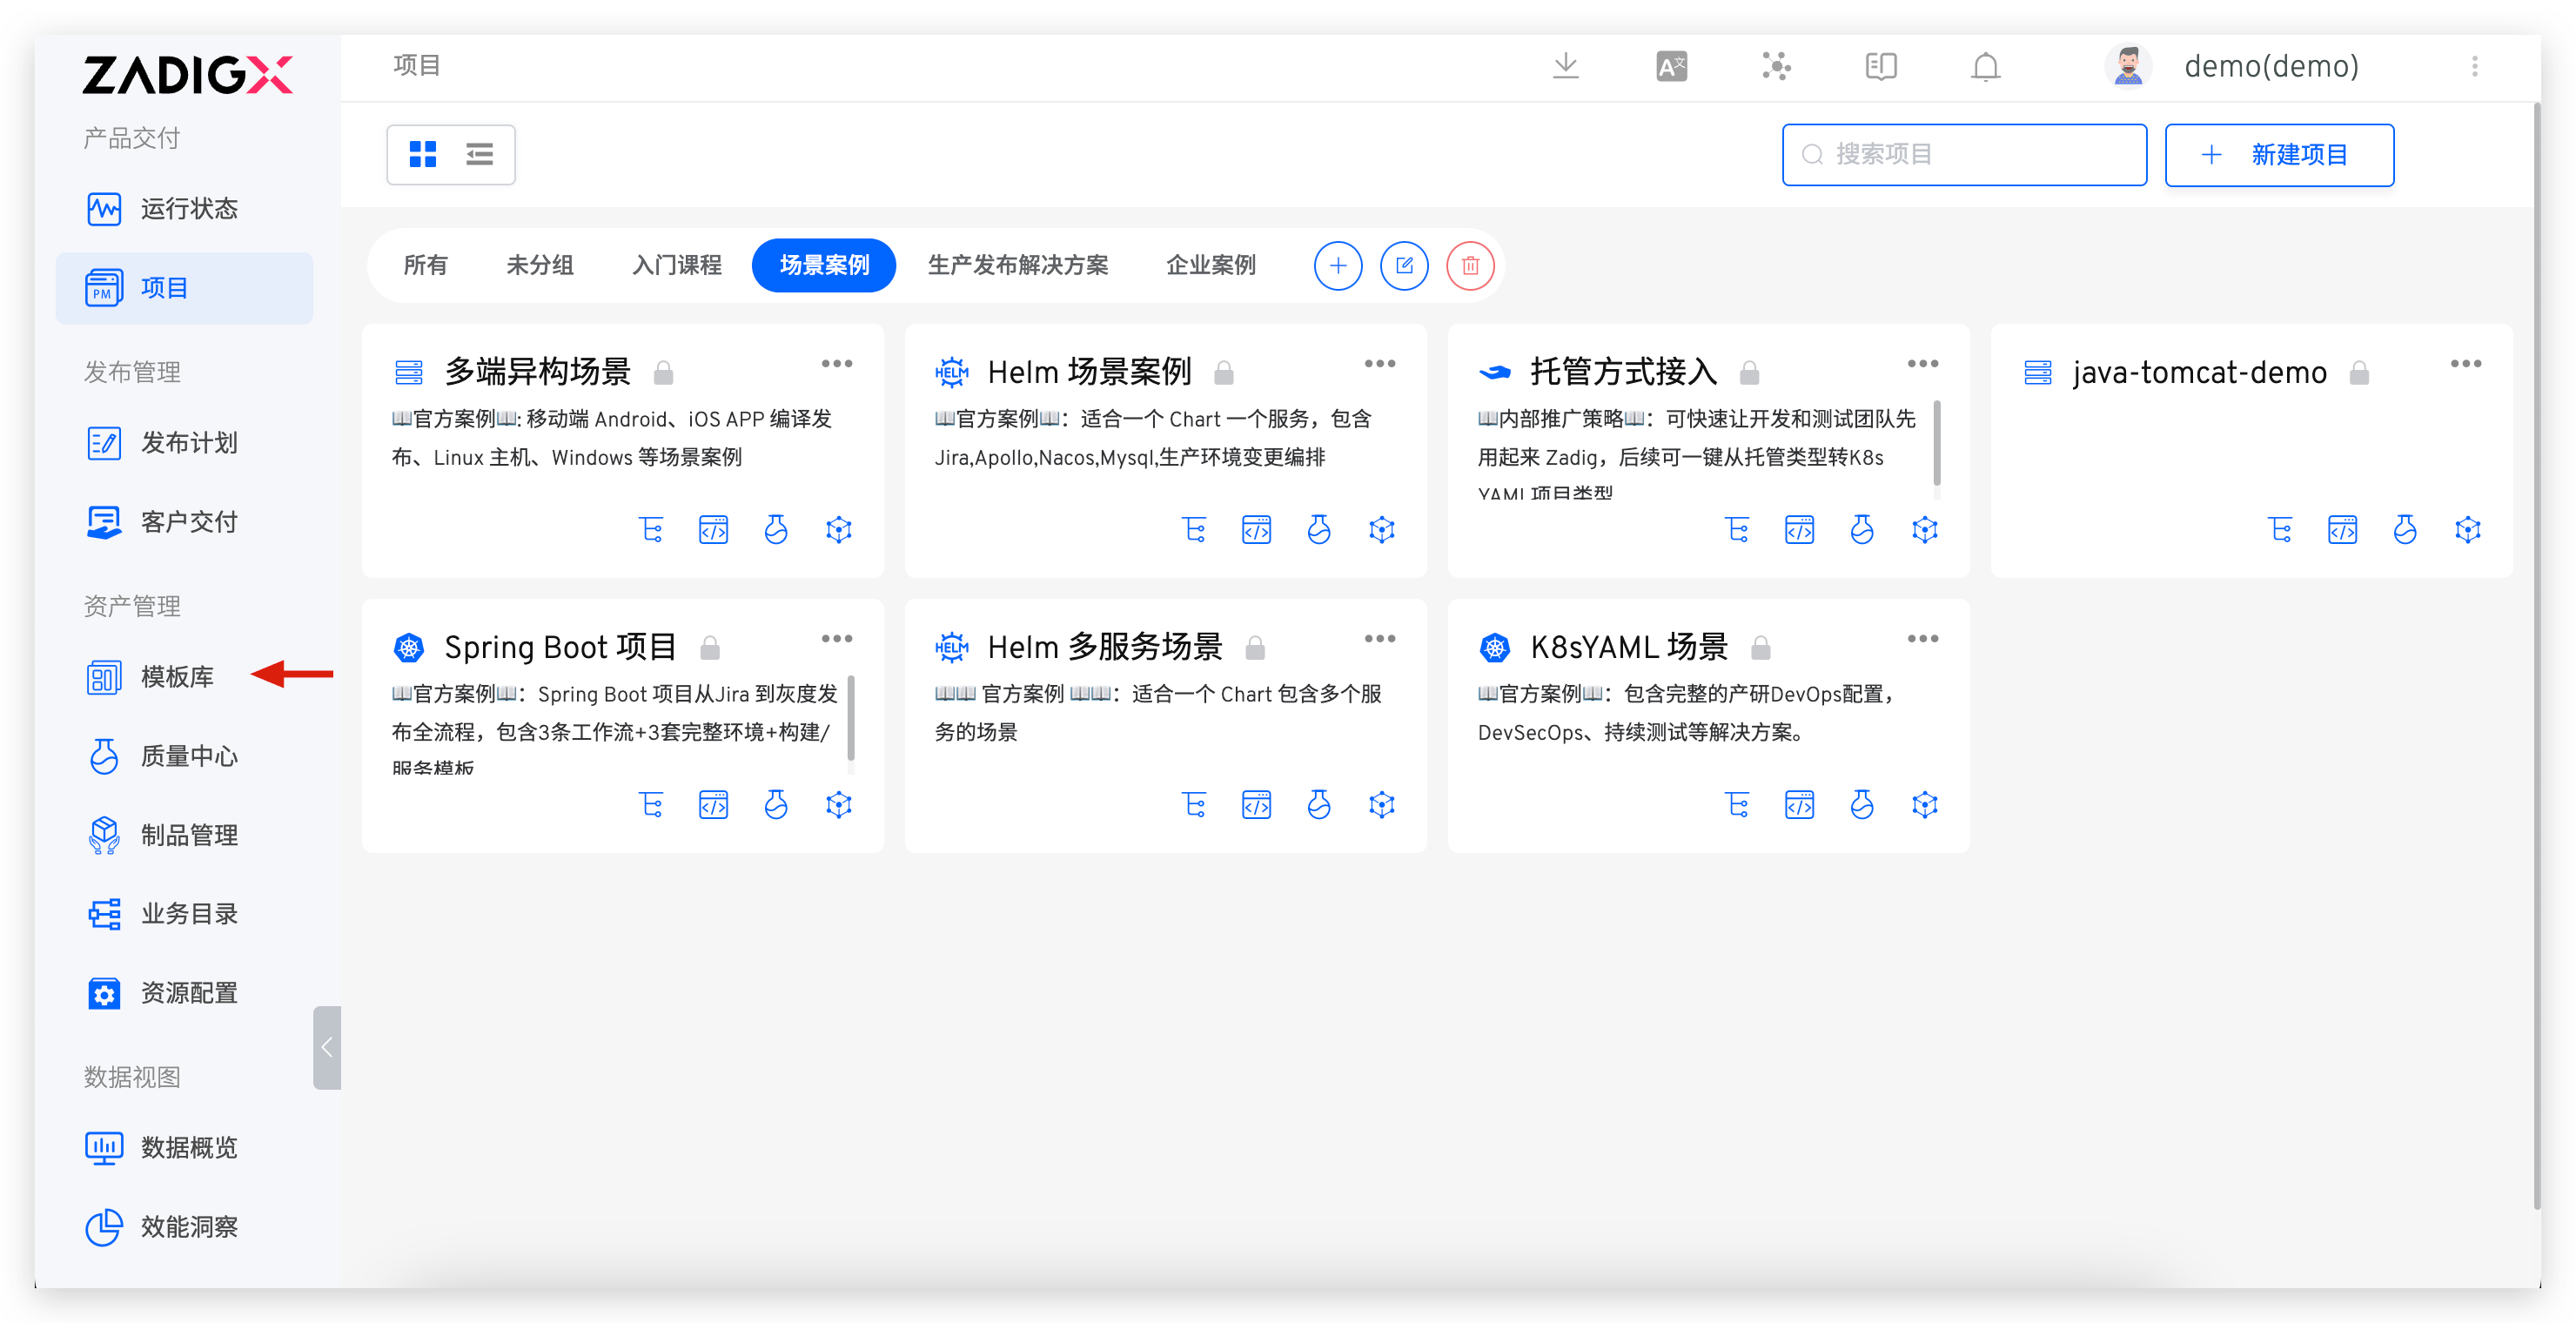 ZADIGX
产品交付
运行状态
PM
项目
发布管理
发布计划
客户交付
资产管理
模板库
质量中心
制品管理
业务目录
资源配置
数据视图
数据概览
效能洞察
项目
A文
demo(demo)
搜索项目
新建项目
所有
未分组
入门课程
场景案例
生产发布解决方案
企业案例
多端异构场景
📖官方案例📖: 移动端 Android、iOS APP 编译发
布、Linux 主机、Windows 等场景案例
HELM
Helm 场景案例
📖官方案例📖：适合一个 Chart 一个服务，包含
Jira,Apollo,Nacos,Mysql,生产环境变更编排
托管方式接入
📖内部推广策略📖：可快速让开发和测试团队先
用起来 Zadig，后续可一键从托管类型转K8s
YAML 项目类型
java-tomcat-demo
Spring Boot 项目
📖官方案例📖：Spring Boot 项目从Jira 到灰度发
布全流程，包含3条工作流+3套完整环境+构建/
服务模板
HELM
Helm 多服务场景
📖📖 官方案例 📖📖：适合一个 Chart 包含多个服
务的场景
K8sYAML 场景
📖官方案例📖：包含完整的产研DevOps配置，
DevSecOps、持续测试等解决方案。